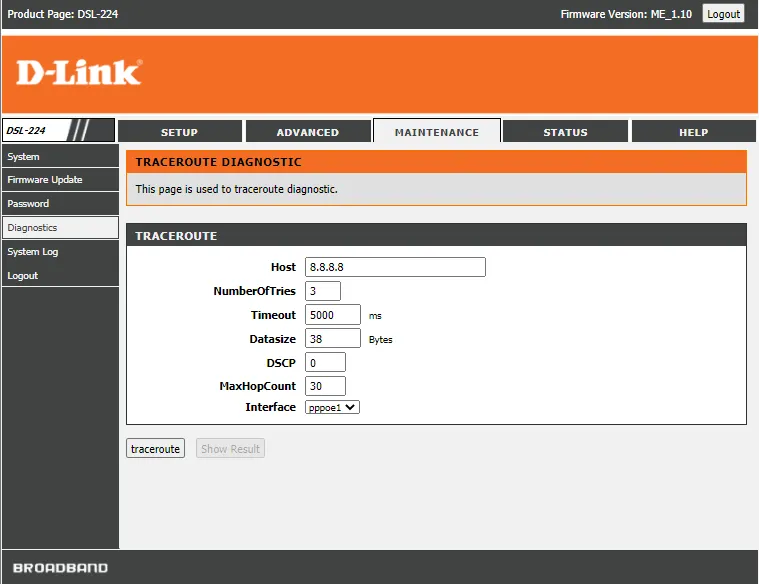 Product Page: DSL-224
Firmware Version: ME_1.10
Logout
D-Link
DSL-224
SETUP
ADVANCED
MAINTENANCE
STATUS
HELP
System
Firmware Update
Password
Diagnostics
System Log
Logout
TRACEROUTE DIAGNOSTIC
This page is used to traceroute diagnostic.
TRACEROUTE
Host 8.8.8.8
NumberOfTries 3
Timeout 5000 ms
Datasize 38 Bytes
DSCP 0
MaxHopCount 30
Interface pppoe1
traceroute Show Result
BROADBAND